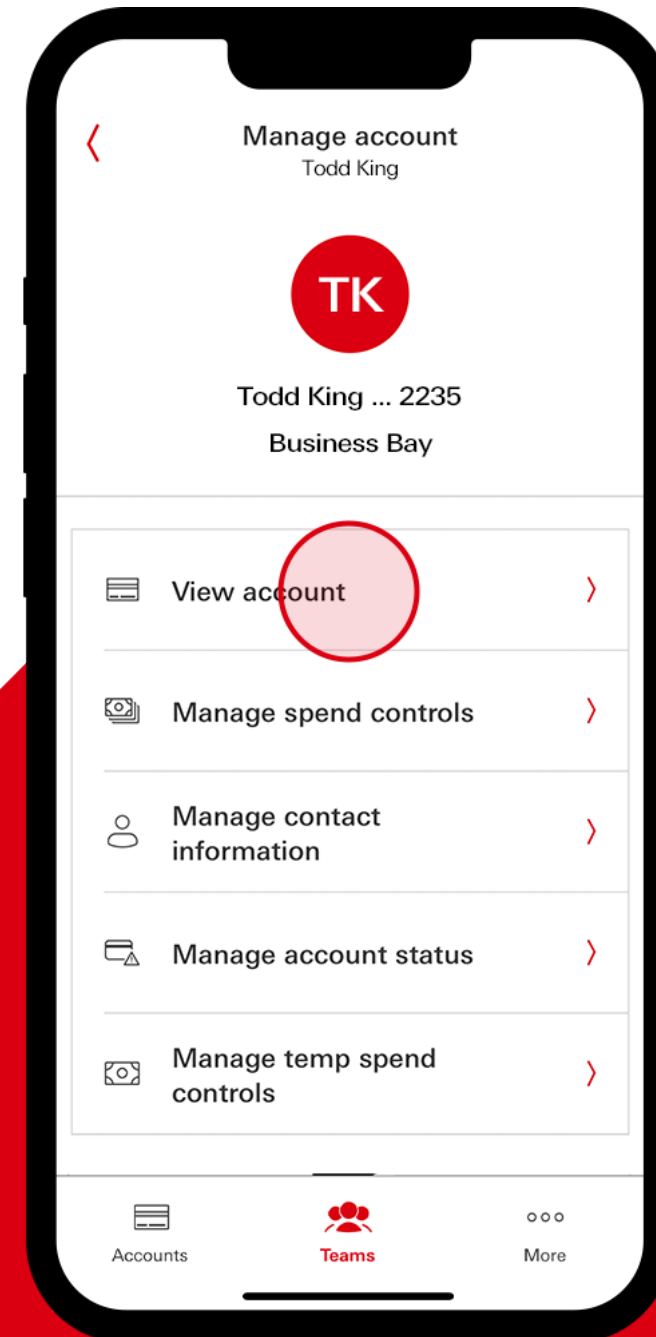 Manage account
Todd King
TK
Todd King ... 2235
Business Bay
View account
Manage spend controls
Manage contact
information
Manage account status
Manage temp spend
controls
Accounts
Teams
More